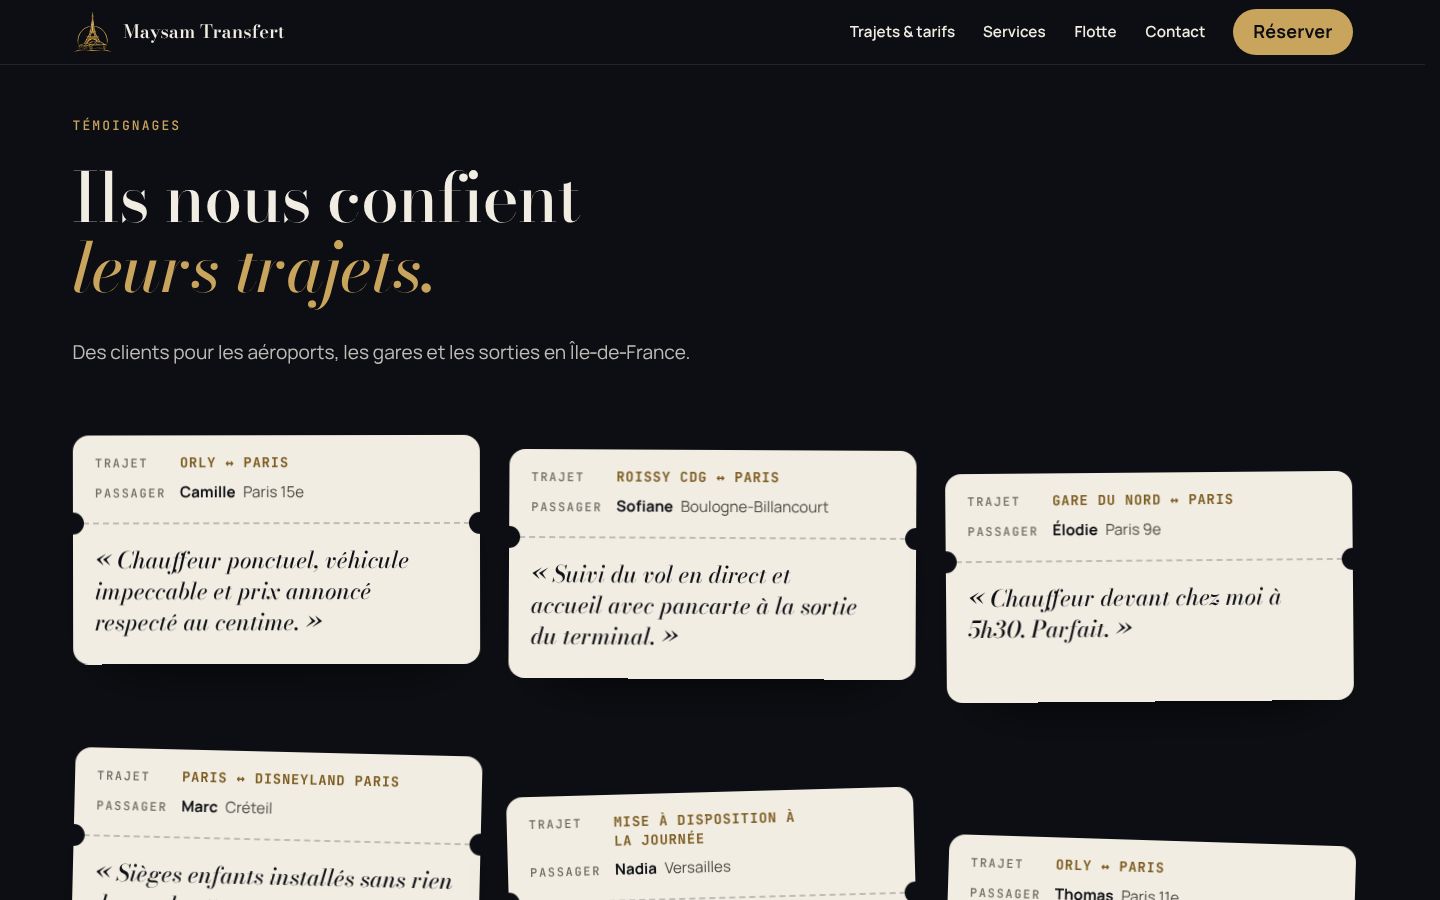 Maysam Transfert
Trajets & tarifs
Services
Flotte
Contact
Réserver
TÉMOIGNAGES
Ils nous confient
leurs trajets.
Des clients pour les aéroports, les gares et les sorties en Île-de-France.
TRAJET ORLY ↔ PARIS
PASSAGER Camille Paris 15e
« Chauffeur ponctuel, véhicule
impeccable et prix annoncé
respecté au centime. »
TRAJET ROISSY CDG ↔ PARIS
PASSAGER Sofiane Boulogne-Billancourt
« Suivi du vol en direct et
accueil avec pancarte à la sortie
du terminal. »
TRAJET GARE DU NORD ↔ PARIS
PASSAGER Élodie Paris 9e
« Chauffeur devant chez moi à
5h30. Parfait. »
TRAJET PARIS ↔ DISNEYLAND PARIS
PASSAGER Marc Créteil
« Sièges enfants installés sans rien
TRAJET MISE À DISPOSITION À
LA JOURNÉE
PASSAGER Nadia Versailles
TRAJET ORLY ↔ PARIS
PASSAGER Thomas Paris 11e